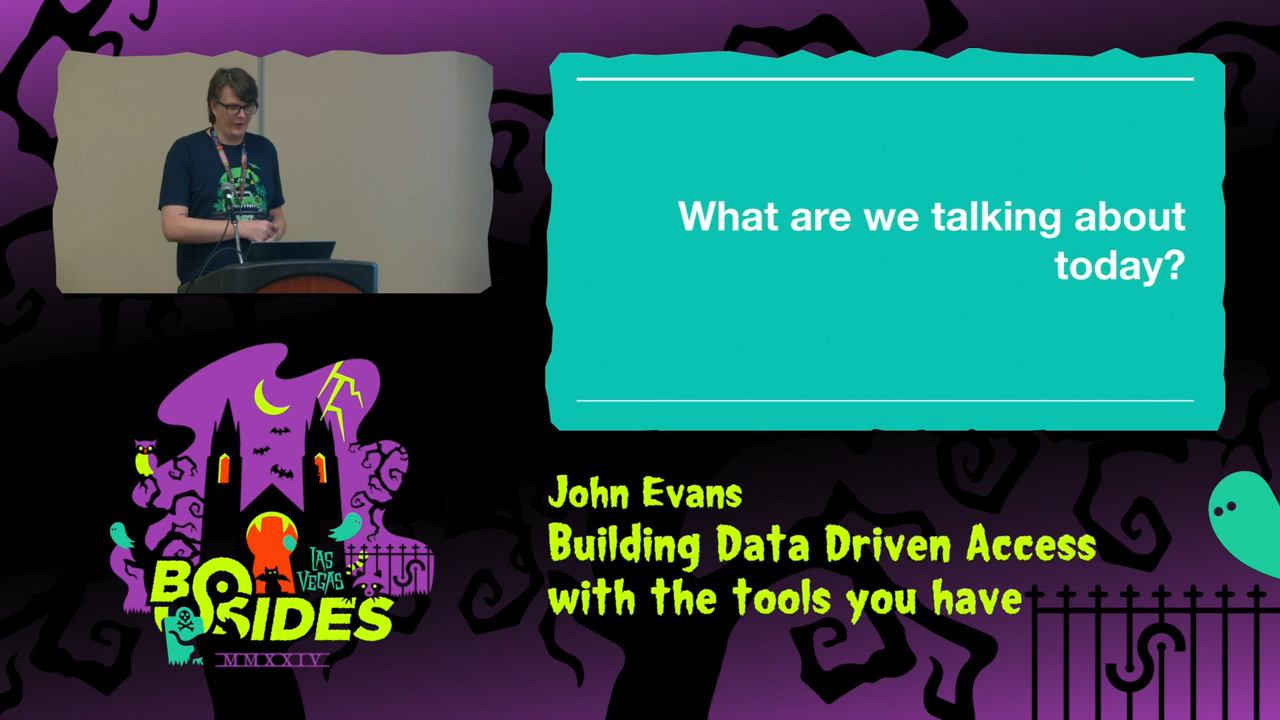 What are we talking about
today?
John Evans
Building Data Driven Access
with the tools you have
LAS
VEGAS
BSIDES
MMXXIV